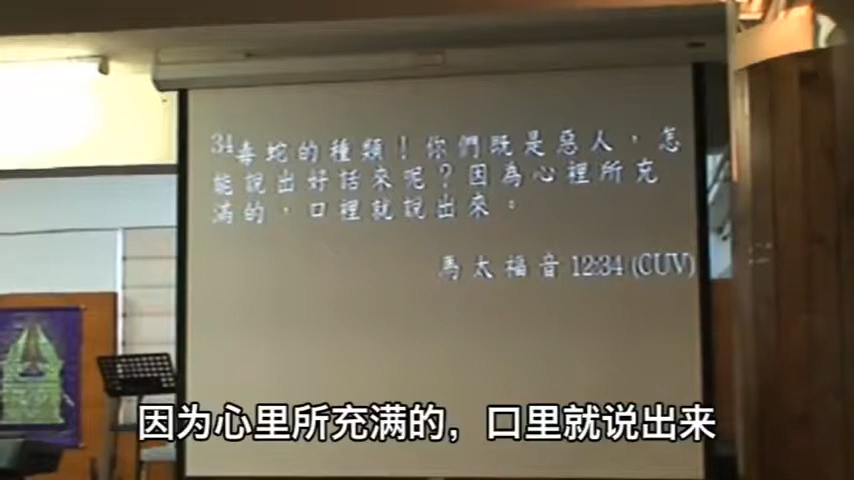 34毒蛇的種類！你們既是惡人，怎
能說出好話來呢？因為心裡所充
滿的，口裡就說出來。
馬太福音 12:34 (CUV)
因为心里所充满的，口里就说出来